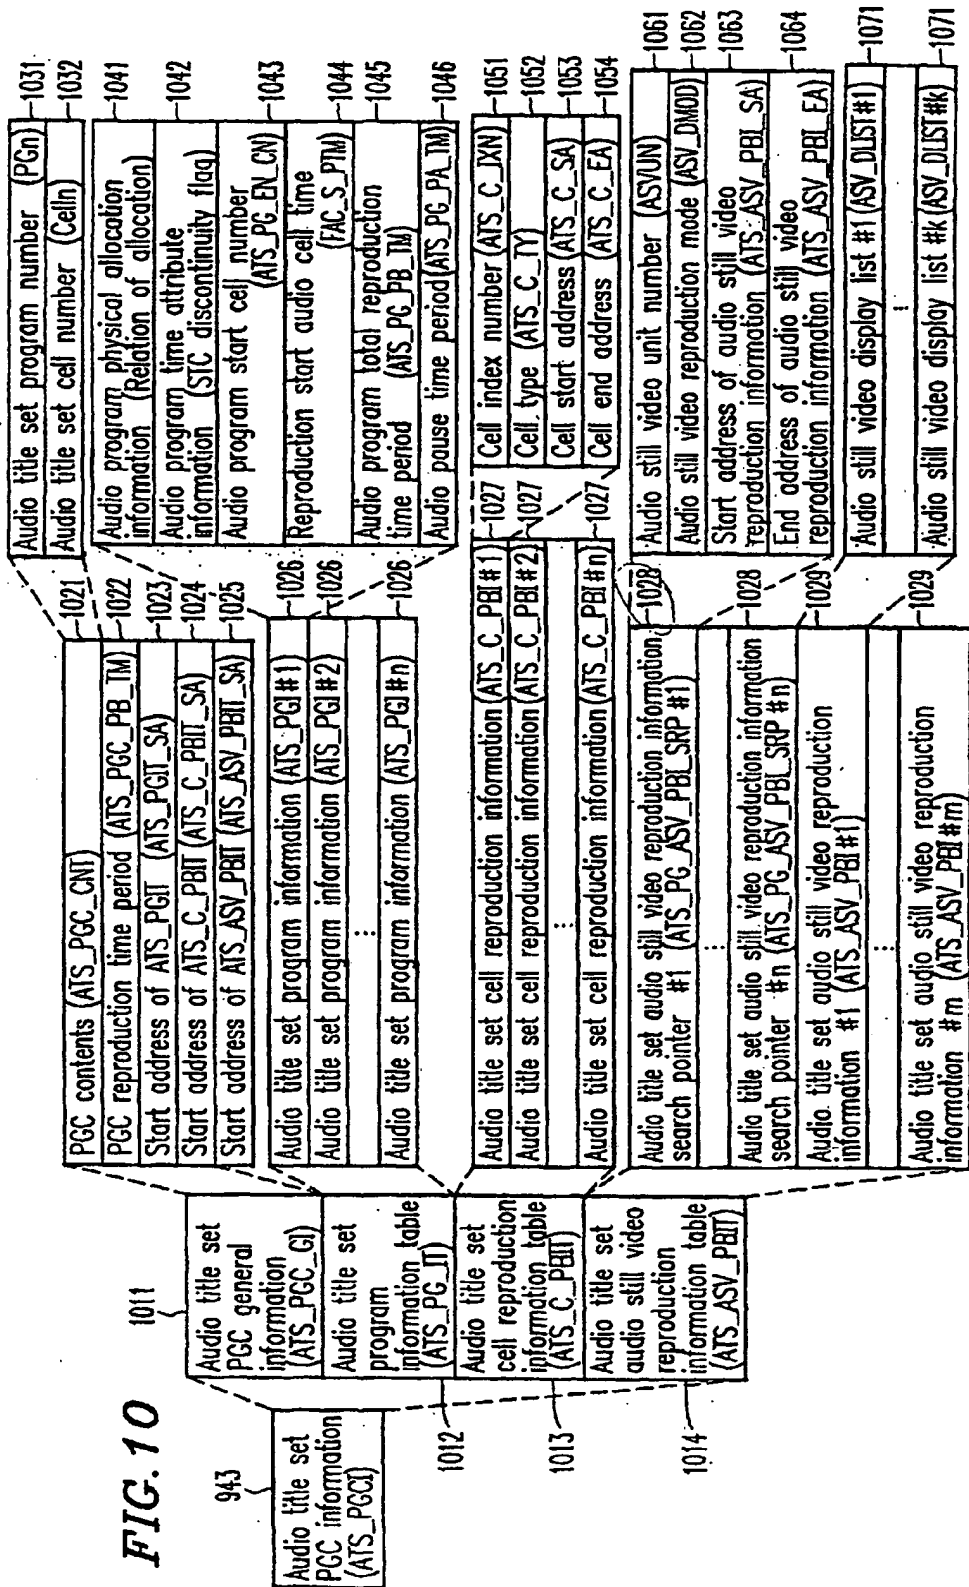 FIG. 10
943
Audio title set
PGC information
(ATS_PGCI)
1011
Audio title set
PGC general
information
(ATS_PGC_GI)
Audio title set
program
information table
(ATS_PG_IT)
1012
Audio title set
cell reproduction
information table
(ATS_C_PBIT)
1013
Audio title set
audio still video
reproduction
information table
(ATS_ASV_PBIT)
1014
PGC contents (ATS_PGC_CNT)
1021
PGC reproduction time period (ATS_PGC_PB_TM)
1022
Start address of ATS_PGIT (ATS_PGIT_SA)
1023
Start address of ATS_C_PBIT (ATS_C_PBIT_SA)
1024
Start address of ATS_ASV_PBIT (ATS_ASV_PBIT_SA)
1025
Audio title set program information (ATS_PGI#1)
1026
Audio title set program information (ATS_PGI#2)
1026
...
Audio title set program information (ATS_PGI#n)
1026
Audio title set cell reproduction information (ATS_C_PBI#1)
1027
Audio title set cell reproduction information (ATS_C_PBI#2)
1027
...
Audio title set cell reproduction information (ATS_C_PBI#n)
1027
Audio title set audio still video reproduction information
search pointer #1 (ATS_PG_ASV_PBI_SRP #1)
1028
...
Audio title set audio still video reproduction information
search pointer #n (ATS_PG_ASV_PBI_SRP #n)
1028
Audio. title set audio still video reproduction
information #1 (ATS_ASV_PBI#1)
1029
...
Audio title set audio still video reproduction
information #m (ATS_ASV_PBI#m)
1029
Audio title set program number (PGn)
1031
Audio title set cell number (Celln)
1032
Audio program physical allocation
information (Relation of allocation)
1041
Audio program time attribute
information (STC discontinuity flag)
1042
Audio program start cell number
(ATS_PG_EN_CN)
1043
Reproduction start audio cell time
(FAC_S_PTM)
1044
Audio program total reproduction
time period (ATS_PG_PB_TM)
1045
Audio pause time period (ATS_PG_PA_TM)
1046
Cell index number (ATS_C_IXN)
1051
Cell type (ATS_C_TY)
1052
Cell start address (ATS_C_SA)
1053
Cell end address (ATS_C_EA)
1054
Audio still video unit number (ASVUN)
1061
Audio still video reproduction mode (ASV_DMOD)
1062
Start address of audio still video
reproduction information (ATS_ASV_PBI_SA)
1063
End address of audio still video
reproduction information (ATS_ASV_PBI_EA)
1064
Audio still video display list #1 (ASV_DLIST#1)
1071
...
Audio still video display list #k (ASV_DLIST#k)
1071